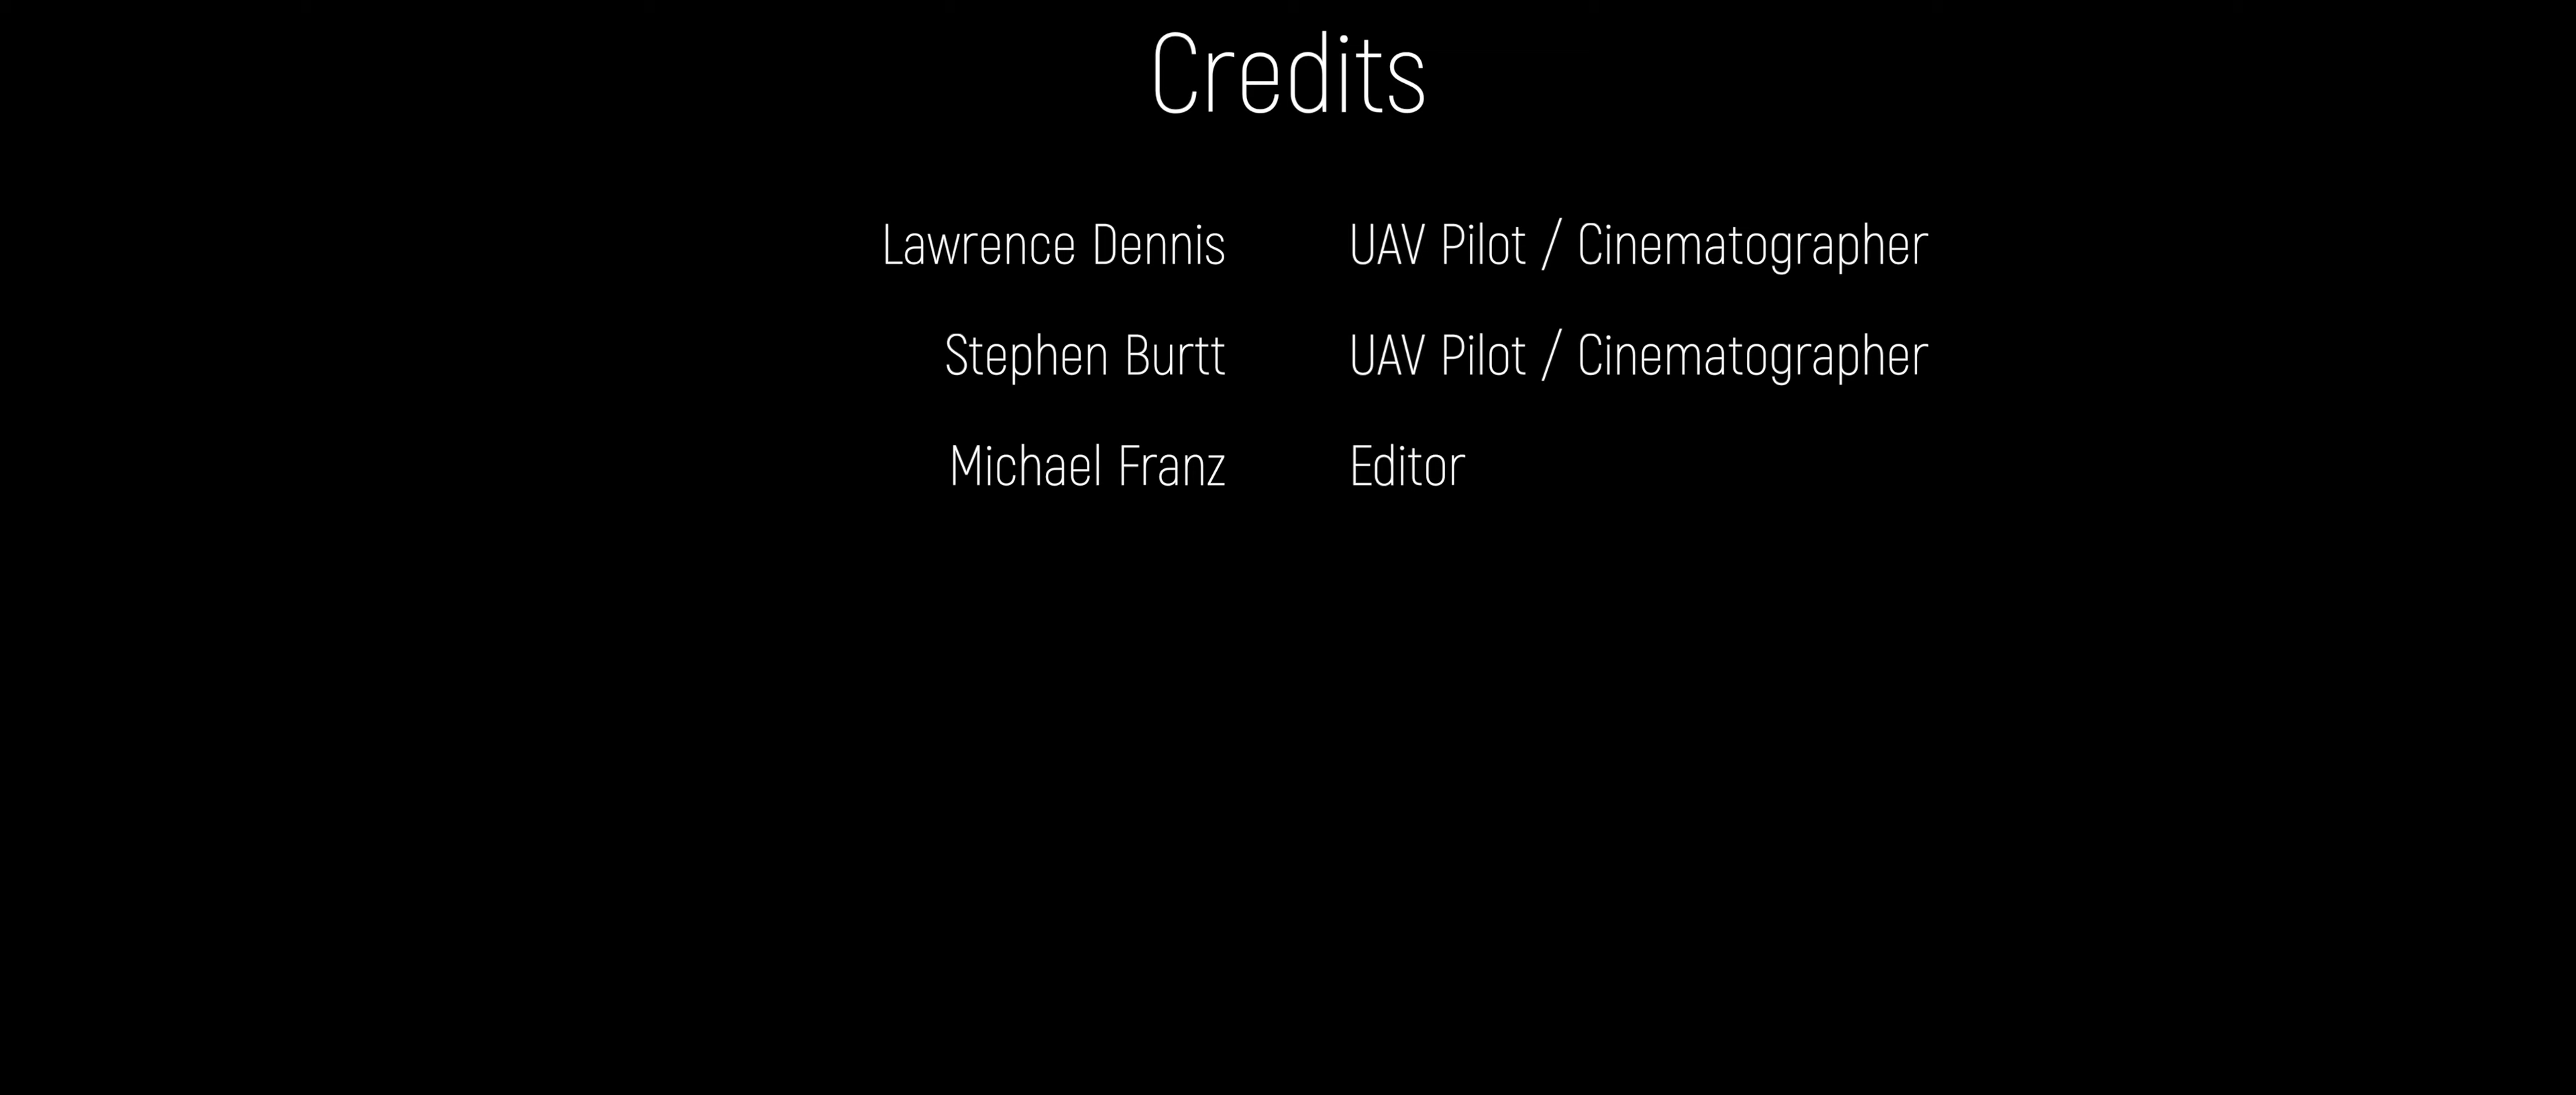 Credits
Lawrence Dennis UAV Pilot / Cinematographer
Stephen Burtt UAV Pilot / Cinematographer
Michael Franz Editor